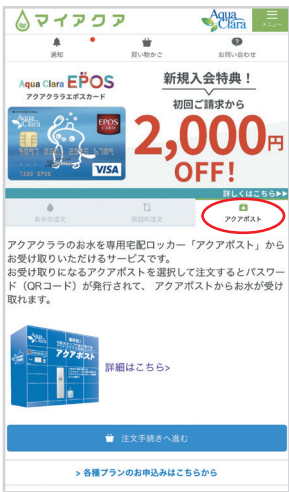 マイアクア
Aqua Clara
メニュー
通知
買い物かご
お問い合わせ
Aqua Clara EPOS
アクアクララエポスカード
新規入会特典！
初回ご請求から
2,000円
OFF!
Aqua Clara
EPOS
CARD
VISA
詳しくはこちら▶▶
お水の注文
前回の注文
アクアポスト
アクアクララのお水を専用宅配ロッカー「アクアポスト」から
お受け取りいただけるサービスです。
お受け取りになるアクアポストを選択して注文するとパスワー
ド（QRコード）が発行されて、 アクアポストからお水が受け
取れます。
アクアポスト
詳細はこちら>
注文手続きへ進む
> 各種プランのお申込みはこちらから